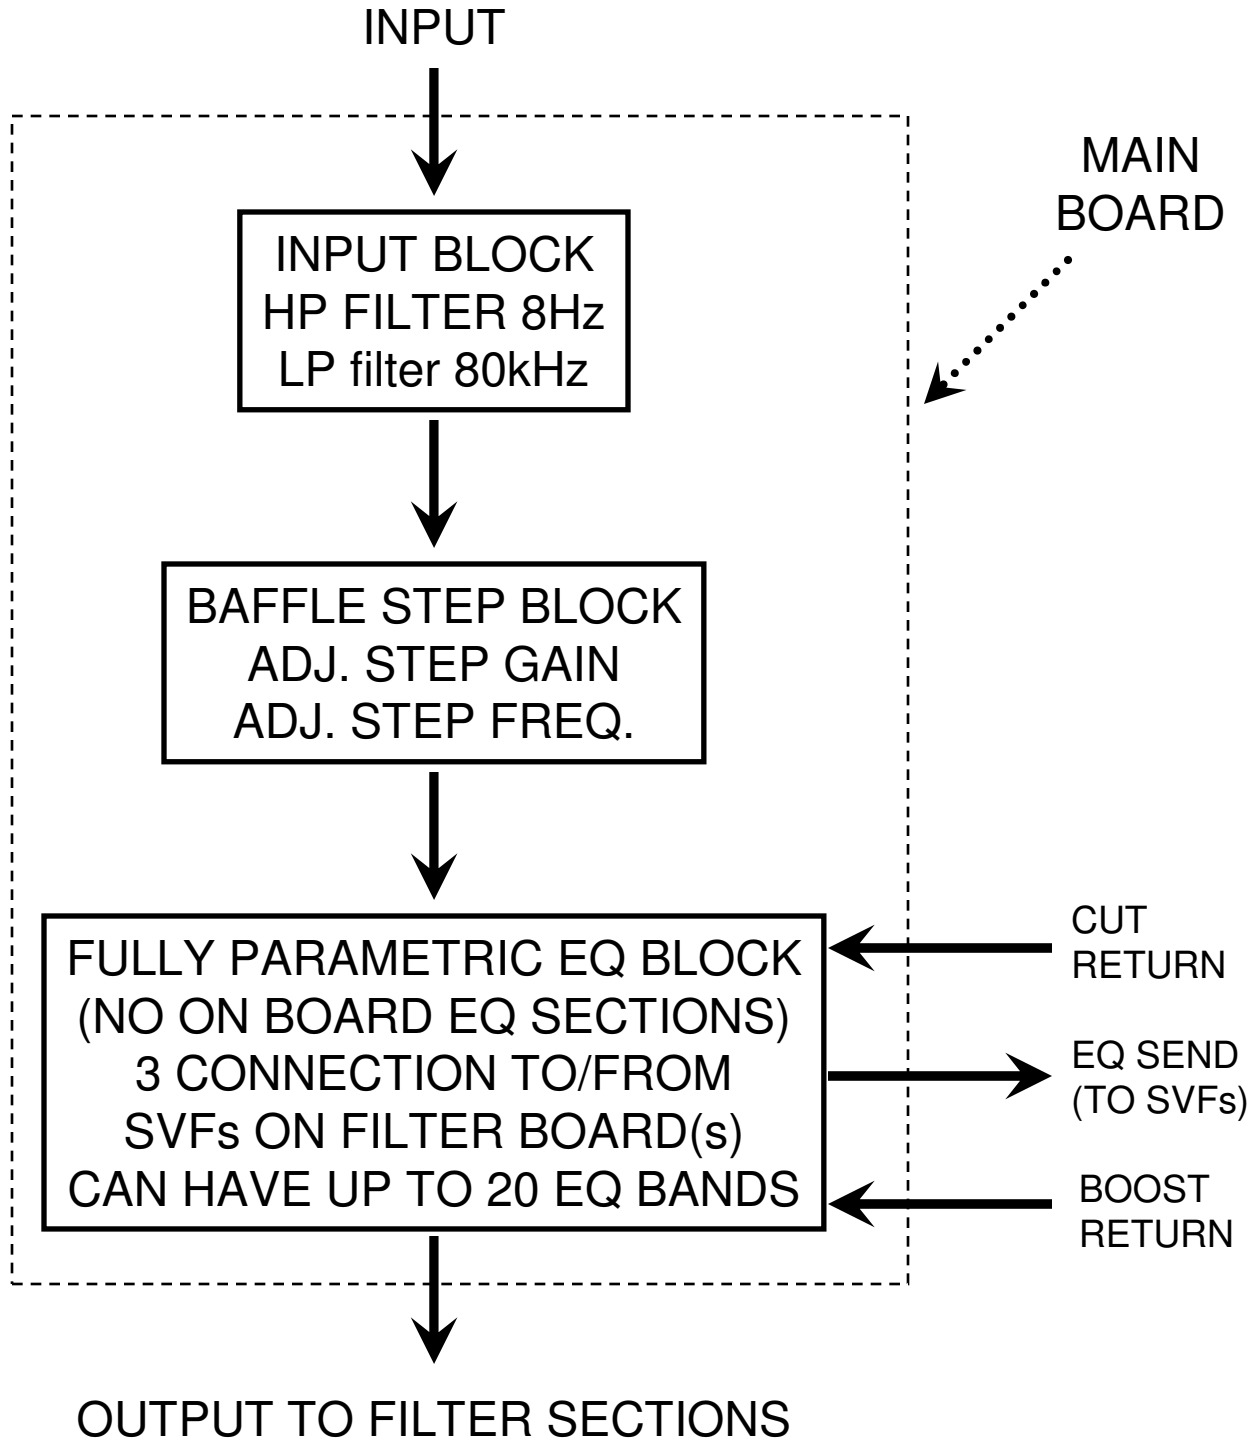 INPUT
MAIN
BOARD
INPUT BLOCK
HP FILTER 8Hz
LP filter 80kHz
BAFFLE STEP BLOCK
ADJ. STEP GAIN
ADJ. STEP FREQ.
FULLY PARAMETRIC EQ BLOCK
(NO ON BOARD EQ SECTIONS)
3 CONNECTION TO/FROM
SVFs ON FILTER BOARD(s)
CAN HAVE UP TO 20 EQ BANDS
CUT
RETURN
EQ SEND
(TO SVFs)
BOOST
RETURN
OUTPUT TO FILTER SECTIONS